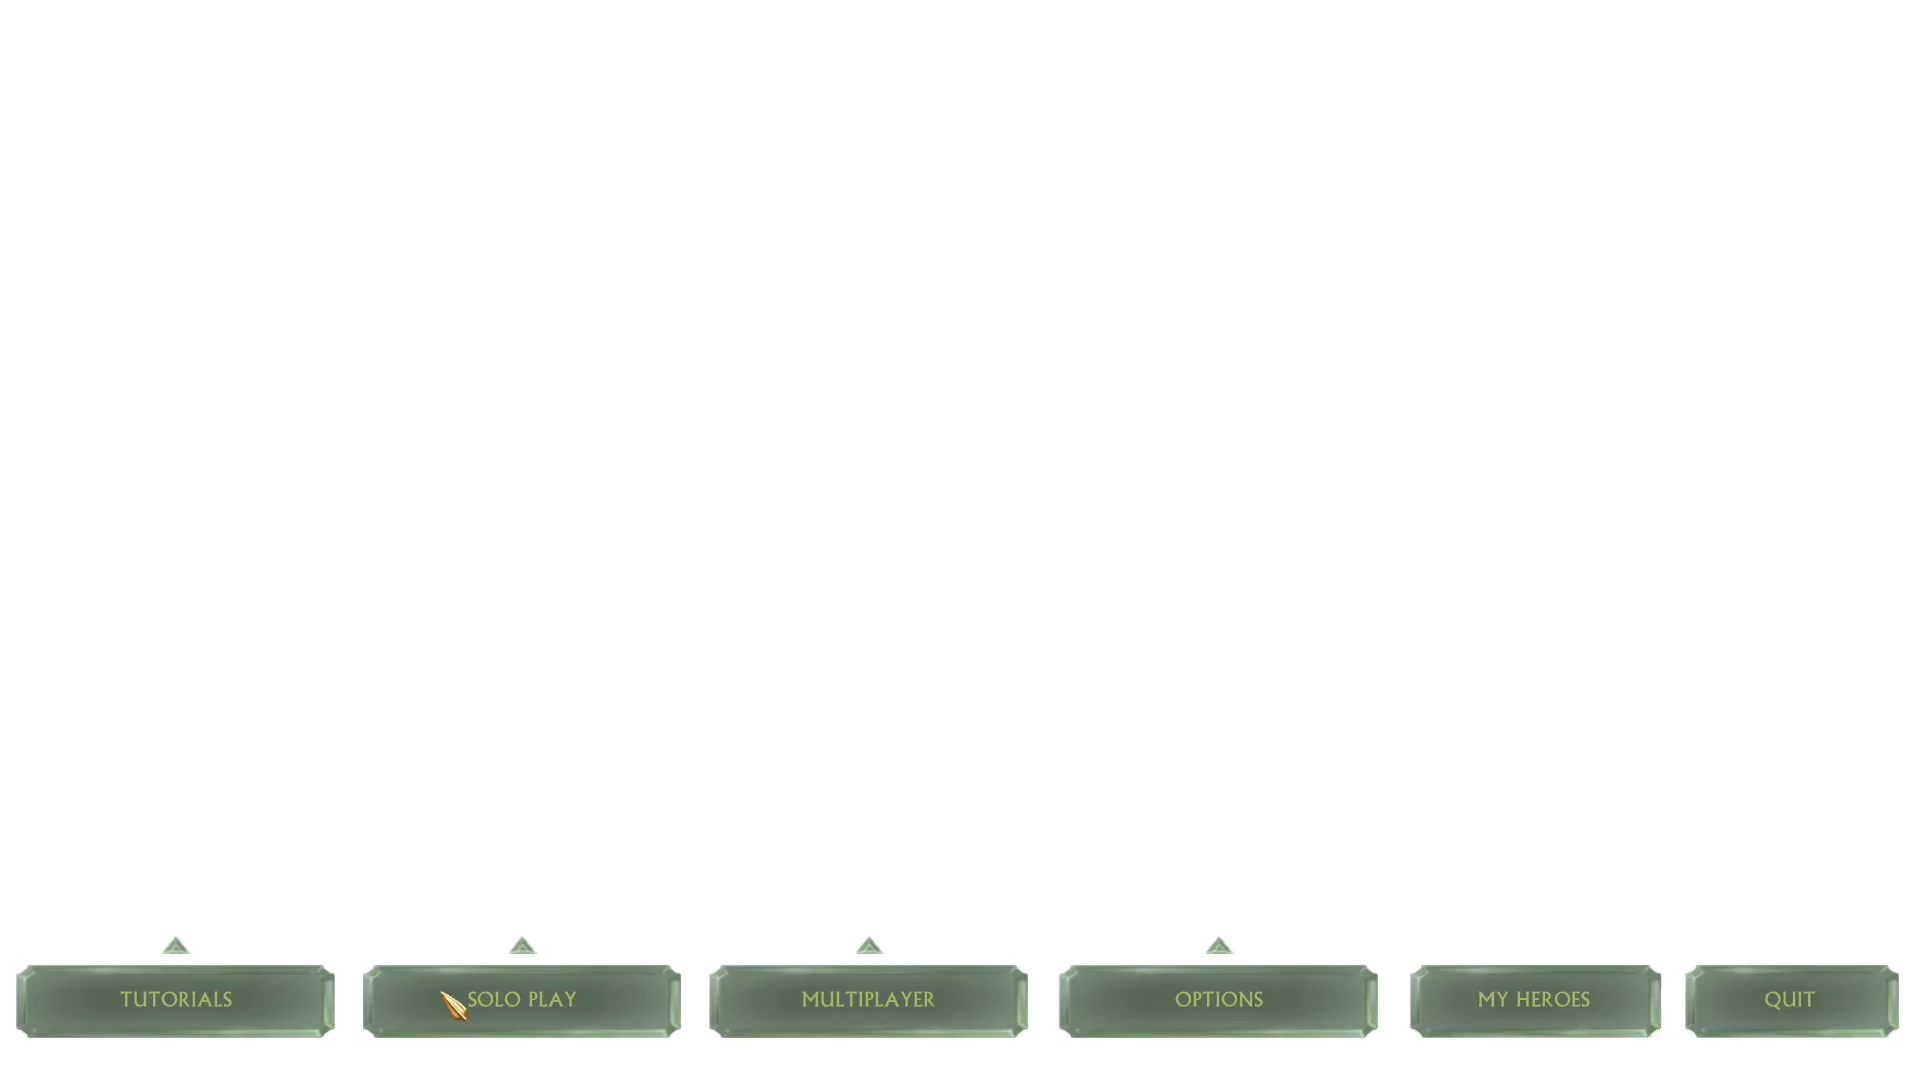 TUTORIALS
SOLO PLAY
MULTIPLAYER
OPTIONS
MY HEROES
QUIT